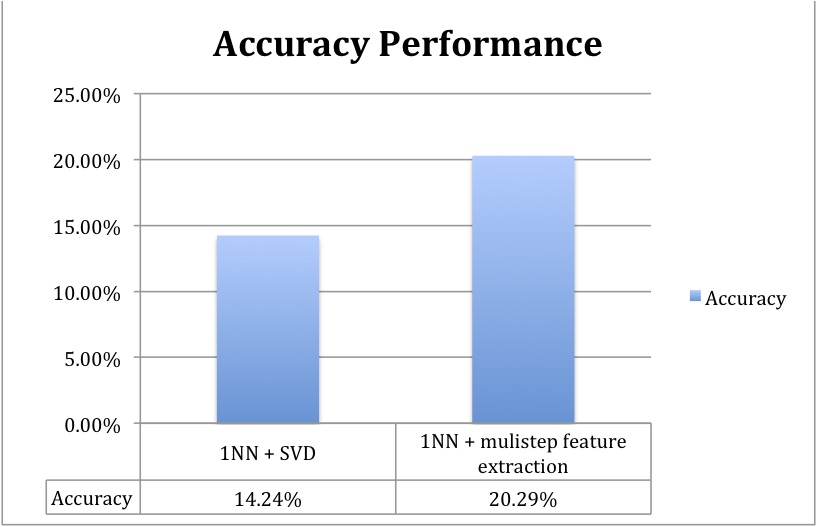 Accuracy Performance
25.00%
20.00%
15.00%
10.00%
5.00%
0.00%
Accuracy
1NN + SVD
1NN + mulistep feature
extraction
Accuracy
14.24%
20.29%